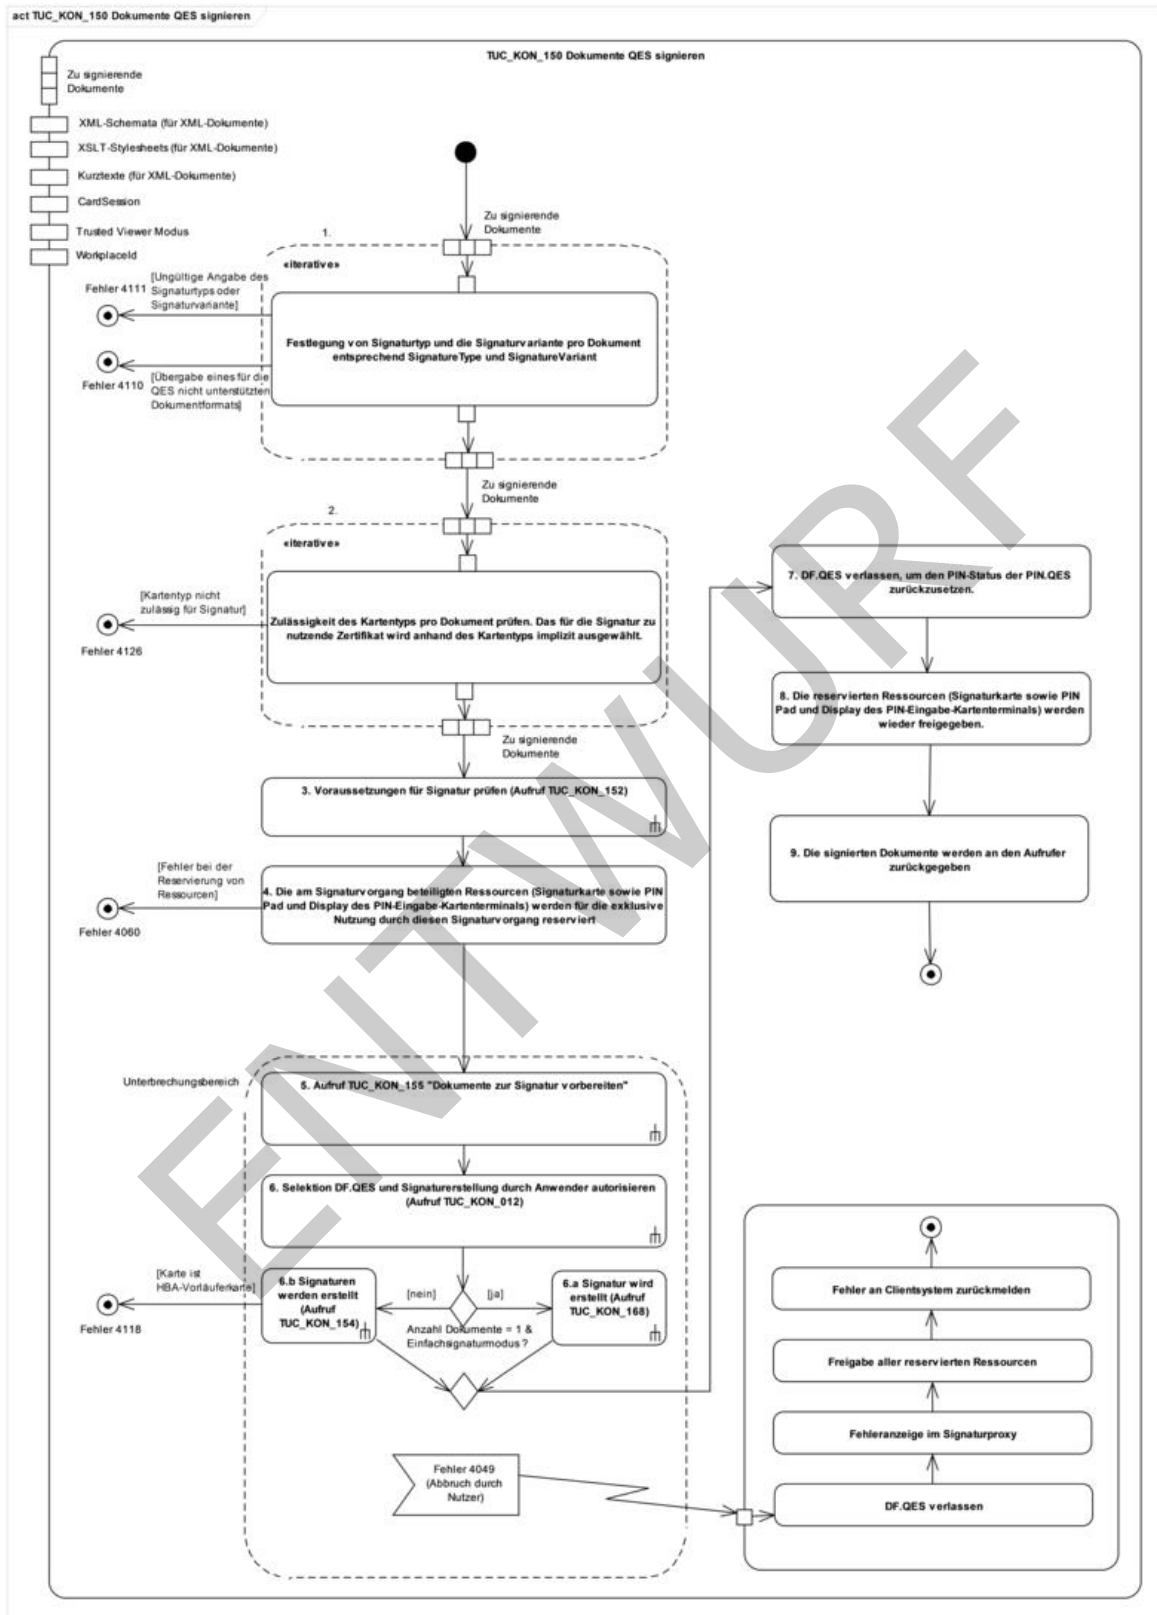 act TUC_KON_150 Dokumente QES signieren
TUC_KON_150 Dokumente QES signieren
Zu signierende
Dokumente
XML-Schemata (für XML-Dokumente)
XSLT-Stylesheets (für XML-Dokumente)
Kurztexte (für XML-Dokumente)
CardSession
Trusted Viewer Modus
WorkplaceId
Zu signierende
Dokumente
1.
«iterative»
Fehler 4111
[Ungültige Angabe des
Signaturtyps oder
Signaturvariante]
Festlegung von Signaturtyp und die Signaturvariante pro Dokument
entsprechend SignatureType und SignatureVariant
Fehler 4110
[Übergabe eines für die
QES nicht unterstützten
Dokumentformats]
Zu signierende
Dokumente
2.
«iterative»
[Kartentyp nicht
zulässig für Signatur]
Fehler 4126
Zulässigkeit des Kartentyps pro Dokument prüfen. Das für die Signatur zu
nutzende Zertifikat wird anhand des Kartentyps implizit ausgewählt.
Zu signierende
Dokumente
3. Voraussetzungen für Signatur prüfen (Aufruf TUC_KON_152)
[Fehler bei der
Reservierung von
Ressourcen]
Fehler 4060
4. Die am Signaturvorgang beteiligten Ressourcen (Signaturkarte sowie PIN
Pad und Display des PIN-Eingabe-Kartenterminals) werden für die exklusive
Nutzung durch diesen Signaturvorgang reserviert
Unterbrechungsbereich
5. Aufruf TUC_KON_155 "Dokumente zur Signatur vorbereiten"
6. Selektion DF.QES und Signaturerstellung durch Anwender autorisieren
(Aufruf TUC_KON_012)
[Karte ist
HBA-Vorläuferkarte]
Fehler 4118
6.b Signaturen
werden erstellt
(Aufruf
TUC_KON_154)
[nein]
[ja]
Anzahl Dokumente = 1 &
Einfachsignaturmodus ?
6.a Signatur wird
erstellt (Aufruf
TUC_KON_168)
Fehler 4049
(Abbruch durch
Nutzer)
7. DF.QES verlassen, um den PIN-Status der PIN.QES
zurückzusetzen.
8. Die reservierten Ressourcen (Signaturkarte sowie PIN
Pad und Display des PIN-Eingabe-Kartenterminals) werden
wieder freigegeben.
9. Die signierten Dokumente werden an den Aufrufer
zurückgegeben
Fehler an Clientsystem zurückmelden
Freigabe aller reservierten Ressourcen
Fehleranzeige im Signaturproxy
DF.QES verlassen
ENTWURF